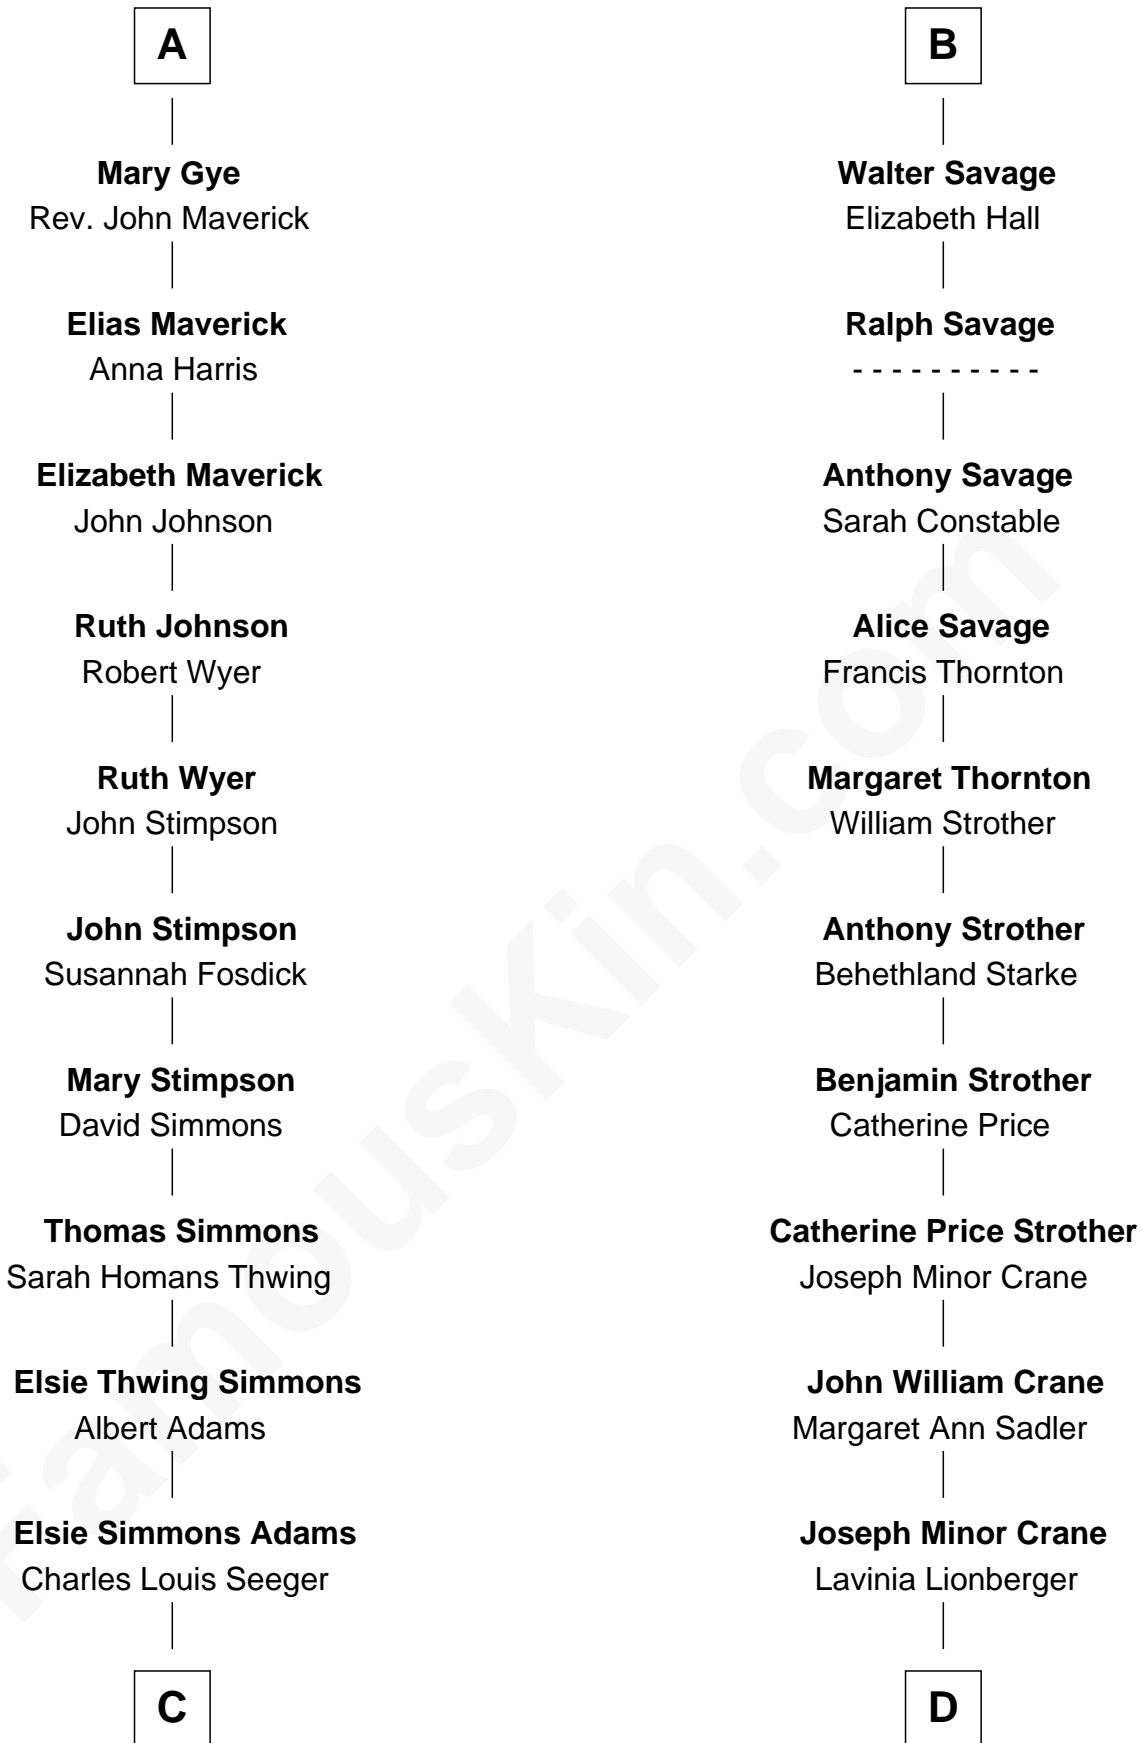 A
Mary Gye
Rev. John Maverick
Elias Maverick
Anna Harris
Elizabeth Maverick
John Johnson
Ruth Johnson
Robert Wyer
Ruth Wyer
John Stimpson
John Stimpson
Susannah Fosdick
Mary Stimpson
David Simmons
Thomas Simmons
Sarah Homans Thwing
Elsie Thwing Simmons
Albert Adams
Elsie Simmons Adams
Charles Louis Seeger
C
B
Walter Savage
Elizabeth Hall
Ralph Savage
- - - - - - - - - -
Anthony Savage
Sarah Constable
Alice Savage
Francis Thornton
Margaret Thornton
William Strother
Anthony Strother
Behethland Starke
Benjamin Strother
Catherine Price
Catherine Price Strother
Joseph Minor Crane
John William Crane
Margaret Ann Sadler
Joseph Minor Crane
Lavinia Lionberger
D
FamousKin.com